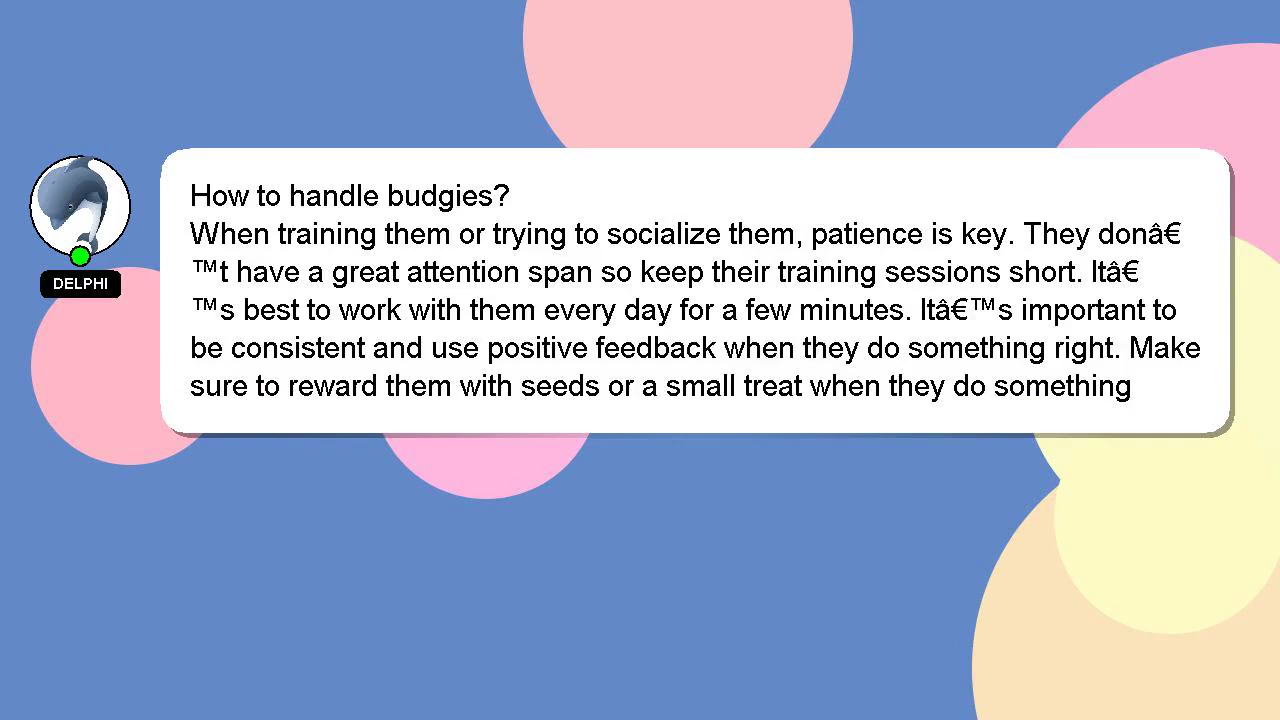 How to handle budgies?
When training them or trying to socialize them, patience is key. They donâ€
™t have a great attention span so keep their training sessions short. Itâ€
™s best to work with them every day for a few minutes. Itâ€™s important to
be consistent and use positive feedback when they do something right. Make
sure to reward them with seeds or a small treat when they do something
DELPHI